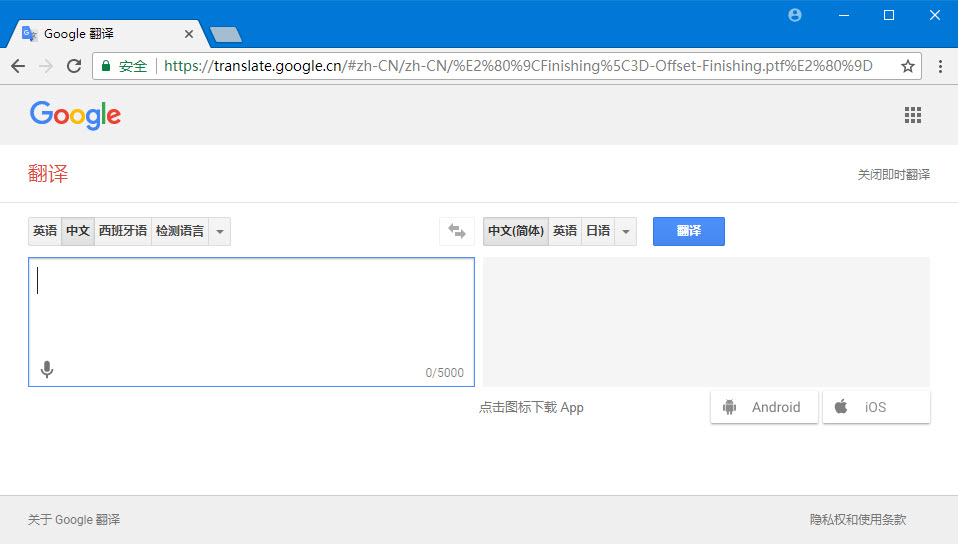 Google 翻译
安全 https://translate.google.cn/#zh-CN/zh-CN/%E2%80%9CFinishing%5C3D-Offset-Finishing.ptf%E2%80%9D
Google
翻译
关闭即时翻译
英语 中文 西班牙语 检测语言
中文(简体) 英语 日语
翻译
0/5000
点击图标下载 App
Android
iOS
关于 Google 翻译
隐私权和使用条款